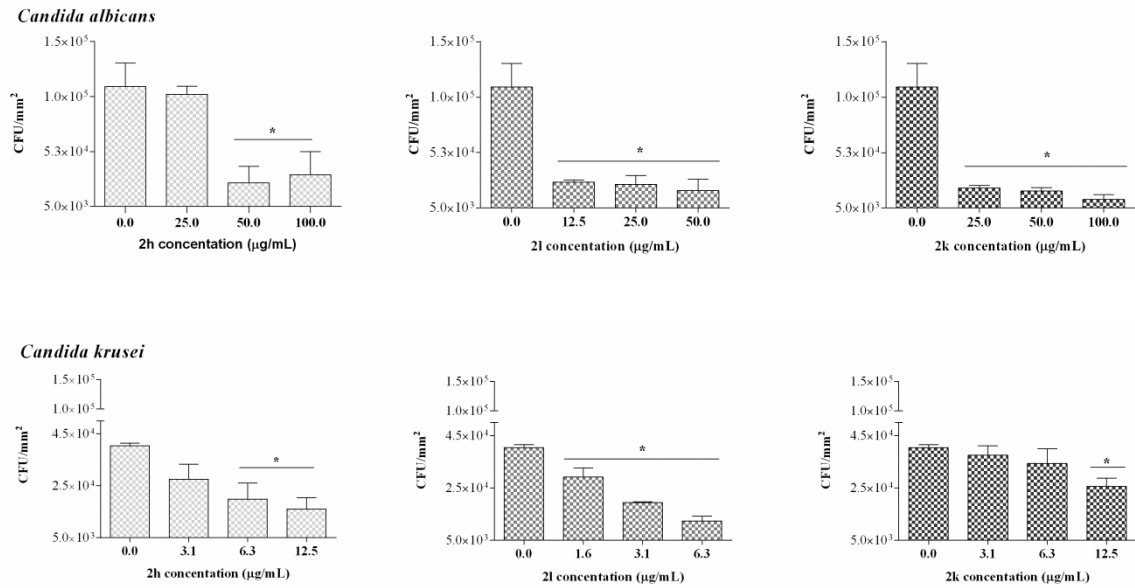 Candida albicans
1.5×10⁵
1.0×10⁵
5.3×10⁴
5.0×10³
CFU/mm²
*
0.0 25.0 50.0 100.0
2h concentation (µg/mL)
1.5×10⁵
1.0×10⁵
5.3×10⁴
5.0×10³
CFU/mm²
*
0.0 12.5 25.0 50.0
2l concentation (µg/mL)
1.5×10⁵
1.0×10⁵
5.3×10⁴
5.0×10³
CFU/mm²
*
0.0 25.0 50.0 100.0
2k concentation (µg/mL)
Candida krusei
1.5×10⁵
1.0×10⁵
4.5×10⁴
2.5×10⁴
5.0×10³
CFU/mm²
*
0.0 3.1 6.3 12.5
2h concentation (µg/mL)
1.5×10⁵
1.0×10⁵
4.5×10⁴
2.5×10⁴
5.0×10³
CFU/mm²
*
0.0 1.6 3.1 6.3
2l concentation (µg/mL)
1.5×10⁵
1.0×10⁵
4.5×10⁴
2.5×10⁴
5.0×10³
CFU/mm²
*
0.0 3.1 6.3 12.5
2k concentation (µg/mL)